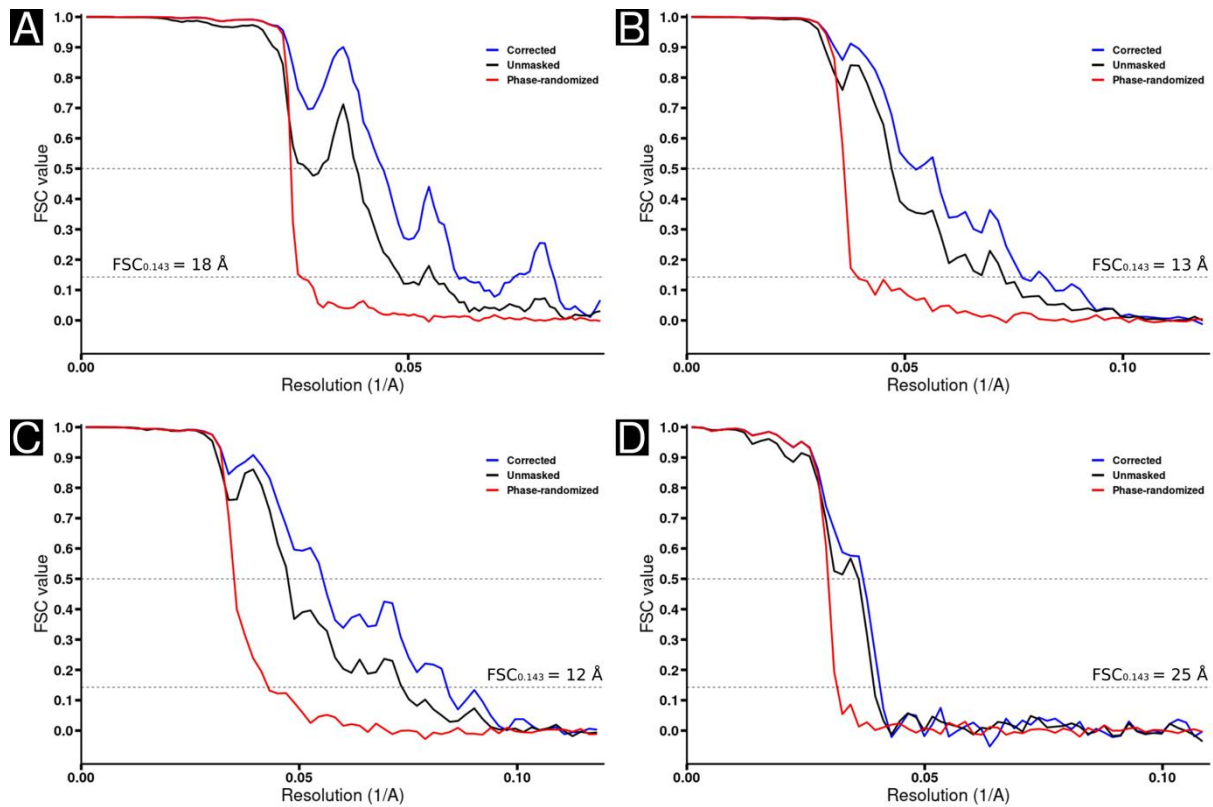 A
1.0
0.9
0.8
0.7
0.6
0.5
0.4
0.3
0.2
0.1
0.0
FSC value
Corrected
Unmasked
Phase-randomized
FSC0.143 = 18 Å
0.00
0.05
Resolution (1/A)
B
1.0
0.9
0.8
0.7
0.6
0.5
0.4
0.3
0.2
0.1
0.0
FSC value
Corrected
Unmasked
Phase-randomized
FSC0.143 = 13 Å
0.00
0.05
0.10
Resolution (1/A)
C
1.0
0.9
0.8
0.7
0.6
0.5
0.4
0.3
0.2
0.1
0.0
FSC value
Corrected
Unmasked
Phase-randomized
FSC0.143 = 12 Å
0.00
0.05
0.10
Resolution (1/A)
D
1.0
0.9
0.8
0.7
0.6
0.5
0.4
0.3
0.2
0.1
0.0
FSC value
Corrected
Unmasked
Phase-randomized
FSC0.143 = 25 Å
0.00
0.05
0.10
Resolution (1/A)